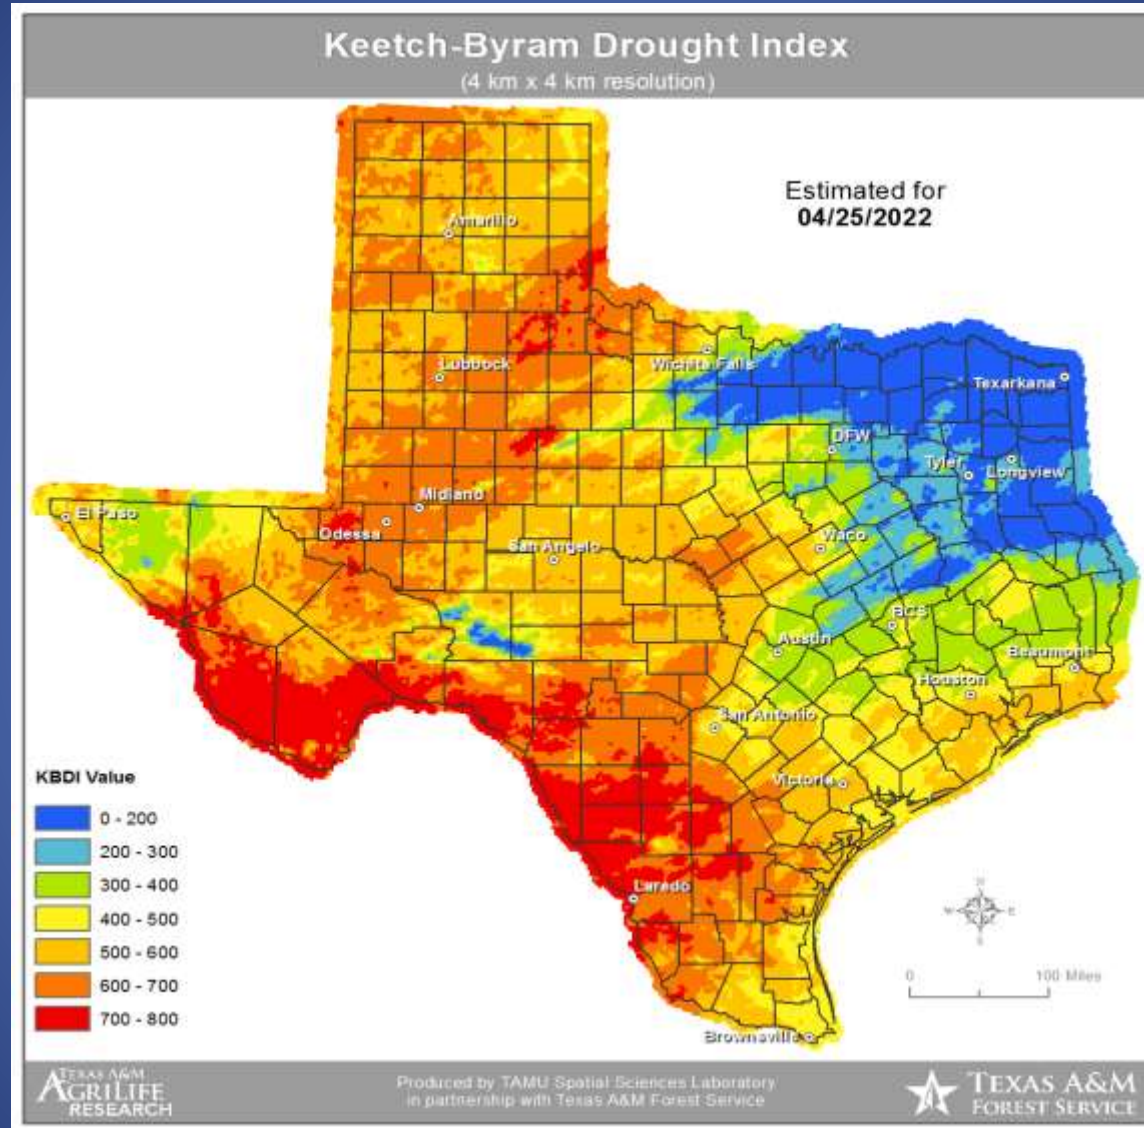 Keetch-Byram Drought Index
(4 km x 4 km resolution)
Estimated for
04/25/2022
Amarillo
Lubbock
Wichita Falls
Texarkana
DFW
Tyler
Longview
Midland
El Paso
Odessa
San Angelo
Waco
BCS
Austin
Beaumont
Houston
San Antonio
Victoria
Laredo
Brownsville
KBDI Value
0 - 200
200 - 300
300 - 400
400 - 500
500 - 600
600 - 700
700 - 800
N
W E
S
0 100 Miles
TEXAS A&M
AGRILIFE
RESEARCH
Produced by TAMU Spatial Sciences Laboratory
in partnership with Texas A&M Forest Service
TEXAS A&M
FOREST SERVICE